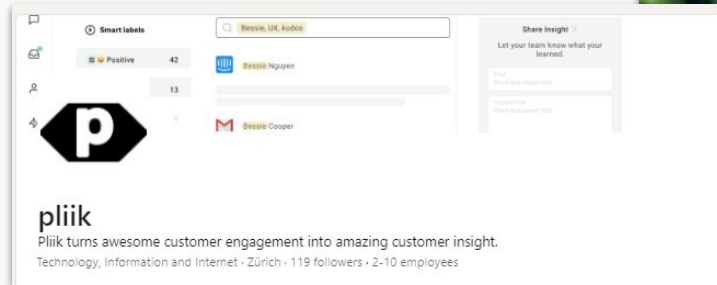 Smart labels
Positive 42
13
Bessie, UX, kudos
Bessie Nguyen
Bessie Cooper
Share Insight
Let your team know what your
learned.
p
pliik
Pliik turns awesome customer engagement into amazing customer insight.
Technology, Information and Internet · Zürich · 119 followers · 2-10 employees